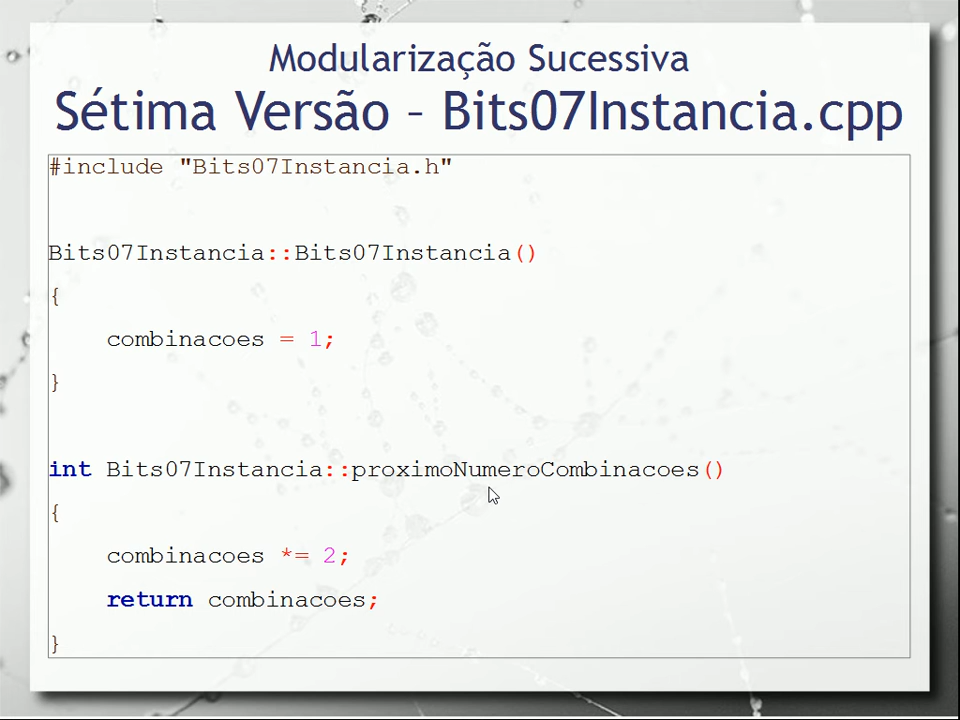 Modularização Sucessiva
Sétima Versão – Bits07Instancia.cpp
#include "Bits07Instancia.h"
Bits07Instancia::Bits07Instancia()
{
combinacoes = 1;
}
int Bits07Instancia::proximoNumeroCombinacoes()
{
combinacoes *= 2;
return combinacoes;
}